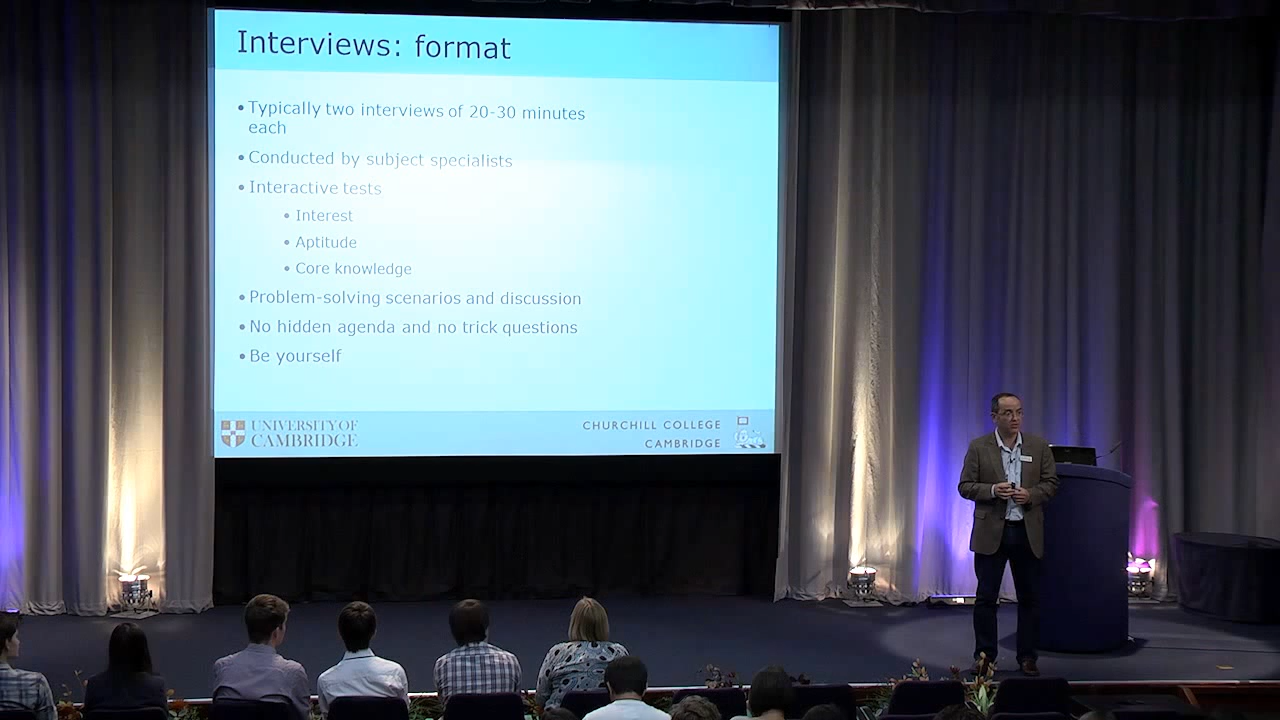 Interviews: format
• Typically two interviews of 20-30 minutes
each
• Conducted by subject specialists
• Interactive tests
• Interest
• Aptitude
• Core knowledge
• Problem-solving scenarios and discussion
• No hidden agenda and no trick questions
• Be yourself
UNIVERSITY OF
CAMBRIDGE
CHURCHILL COLLEGE
CAMBRIDGE